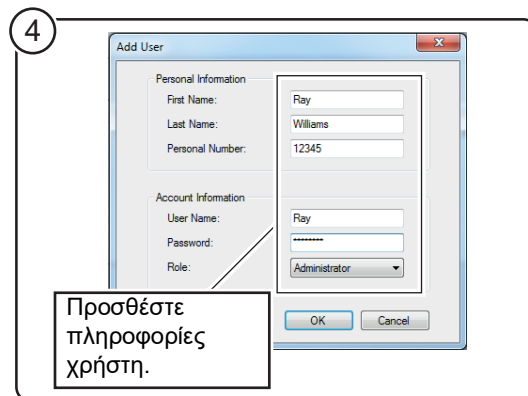 4
Add User
Personal Information
First Name: Ray
Last Name: Williams
Personal Number: 12345
Account Information
User Name: Ray
Password: ••••••••
Role: Administrator
Προσθέστε
πληροφορίες
χρήστη.
OK Cancel